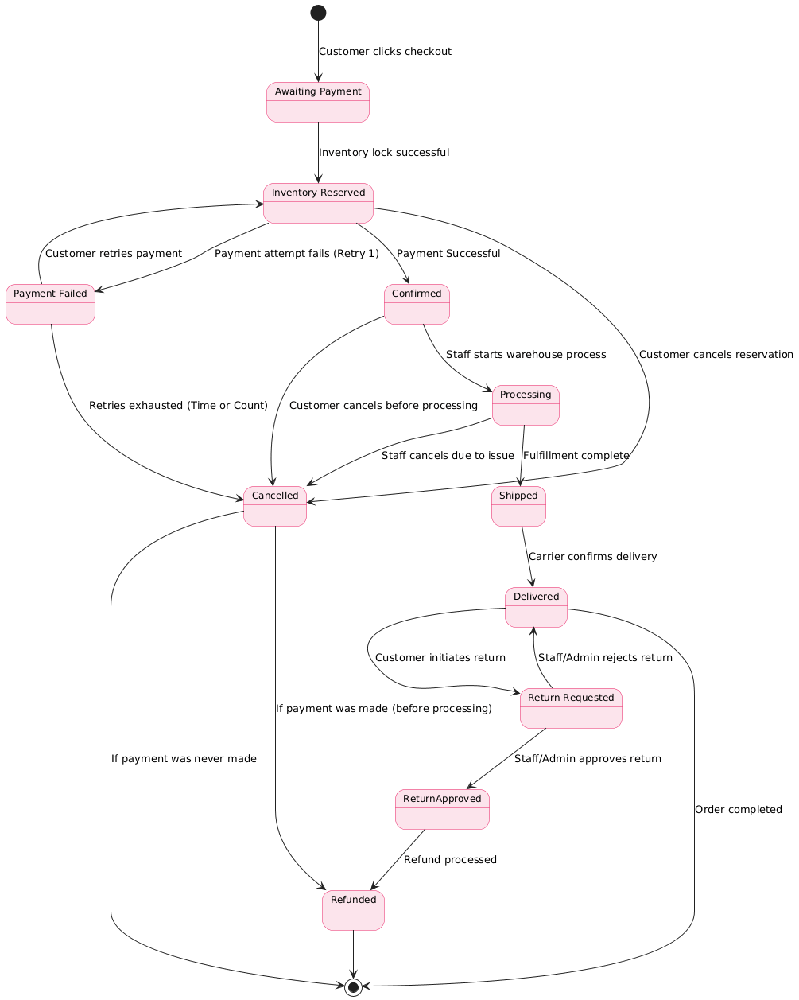 Customer clicks checkout
Awaiting Payment
Inventory lock successful
Inventory Reserved
Customer retries payment
Payment attempt fails (Retry 1)
Payment Successful
Payment Failed
Confirmed
Staff starts warehouse process
Customer cancels reservation
Processing
Retries exhausted (Time or Count)
Customer cancels before processing
Staff cancels due to issue
Fulfillment complete
Cancelled
Shipped
Carrier confirms delivery
Delivered
Customer initiates return
Staff/Admin rejects return
Return Requested
If payment was made (before processing)
If payment was never made
Staff/Admin approves return
ReturnApproved
Order completed
Refund processed
Refunded